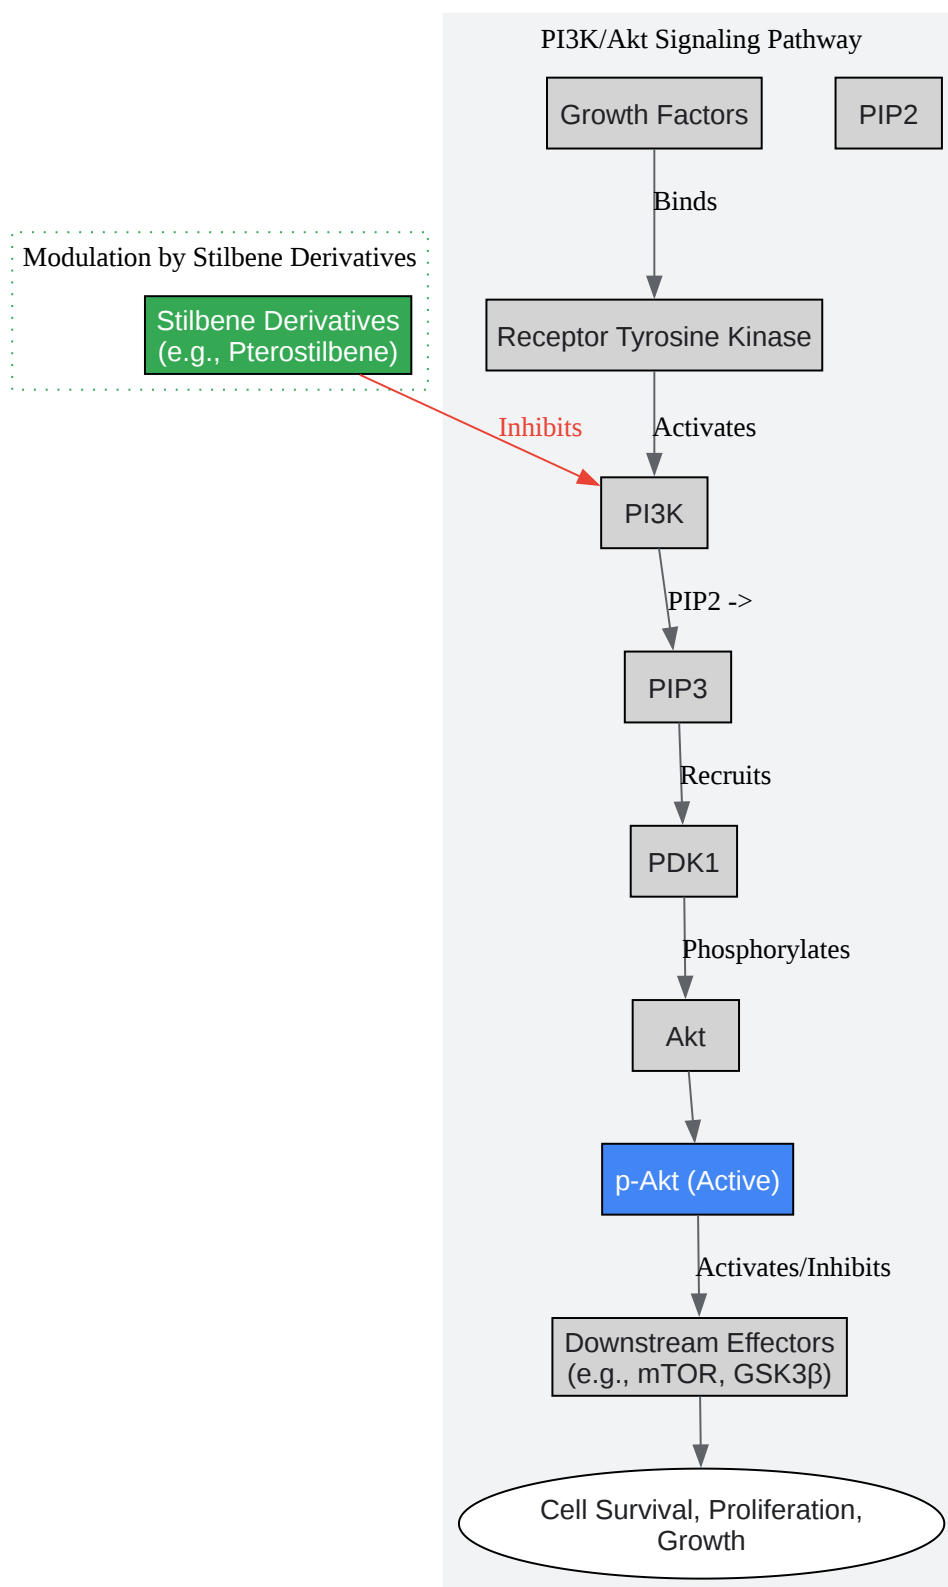 PI3K/Akt Signaling Pathway
Growth Factors
PIP2
Binds
Modulation by Stilbene Derivatives
Stilbene Derivatives
(e.g., Pterostilbene)
Receptor Tyrosine Kinase
Inhibits
Activates
PI3K
PIP2 ->
PIP3
Recruits
PDK1
Phosphorylates
Akt
p-Akt (Active)
Activates/Inhibits
Downstream Effectors
(e.g., mTOR, GSK3β)
Cell Survival, Proliferation,
Growth